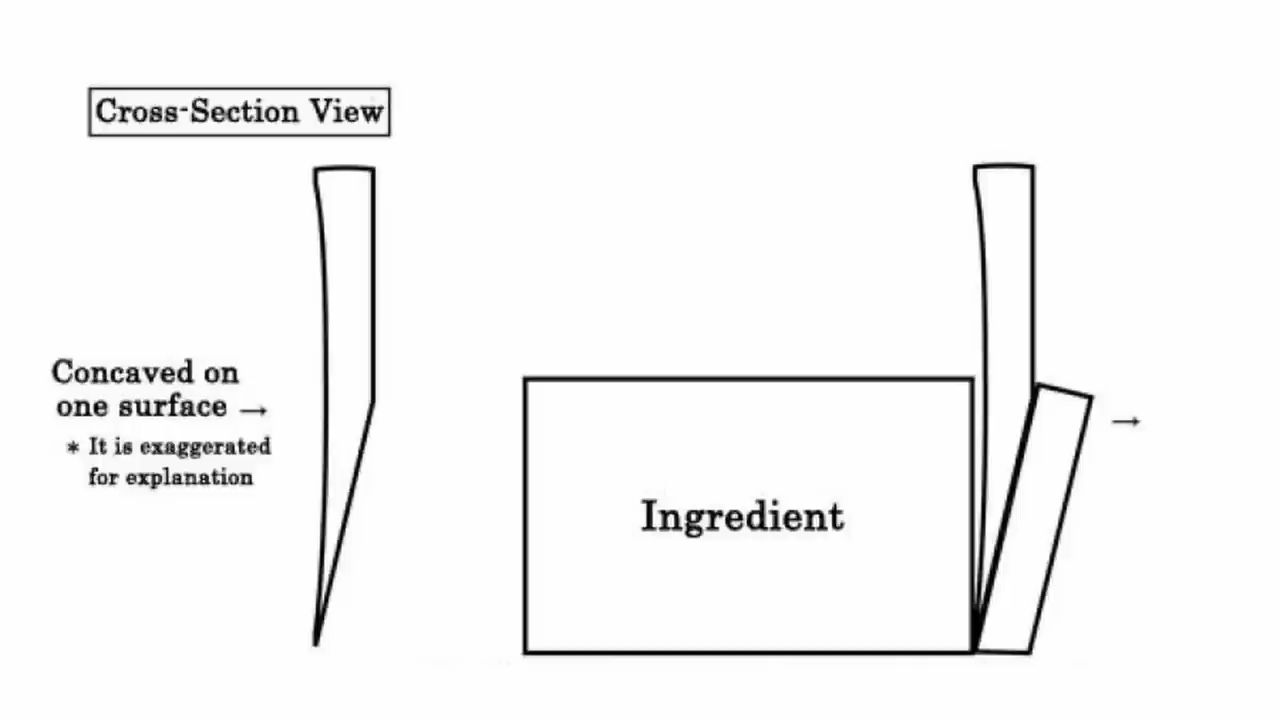 Cross-Section View
Concaved on
one surface →
* It is exaggerated
for explanation
Ingredient
→